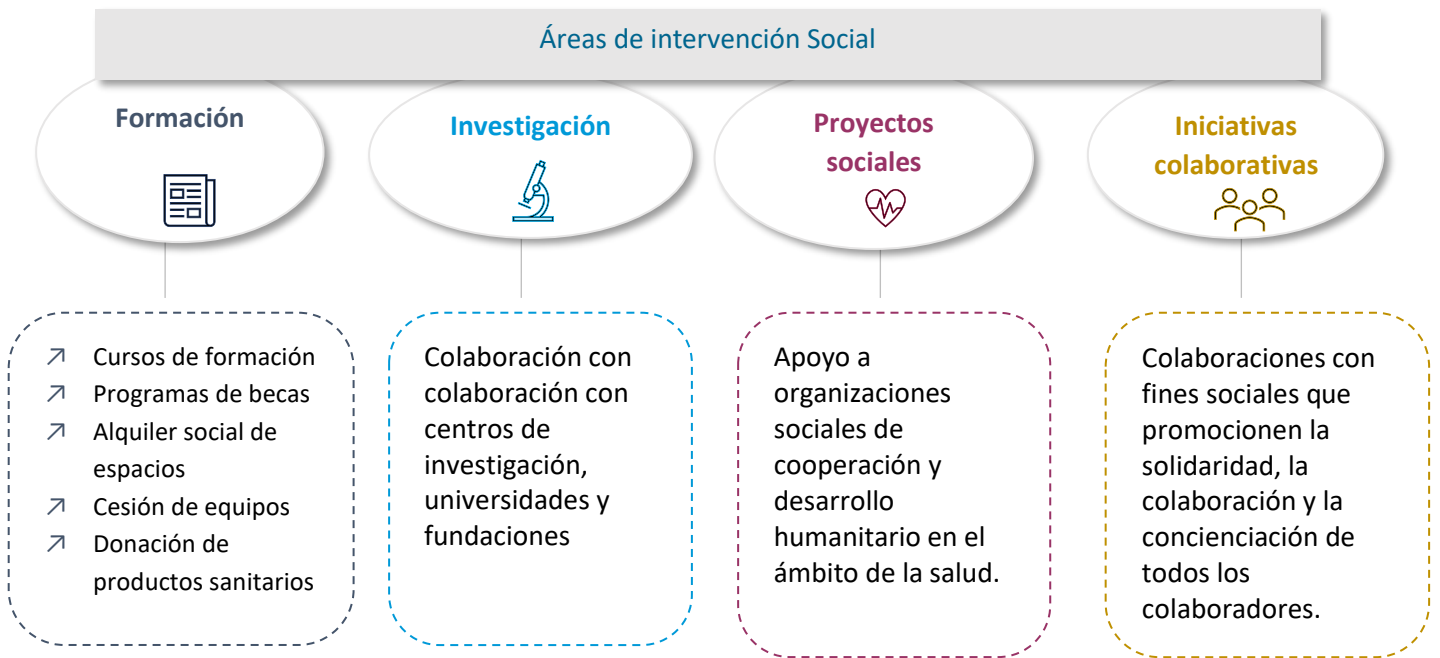 Áreas de intervención Social
Formación
Investigación
Proyectos
sociales
Iniciativas
colaborativas
Cursos de formación
Programas de becas
Alquiler social de
espacios
Cesión de equipos
Donación de
productos sanitarios
Colaboración con
colaboración con
centros de
investigación,
universidades y
fundaciones
Apoyo a
organizaciones
sociales de
cooperación y
desarrollo
humanitario en el
ámbito de la salud.
Colaboraciones con
fines sociales que
promocionen la
solidaridad, la
colaboración y la
concienciación de
todos los
colaboradores.